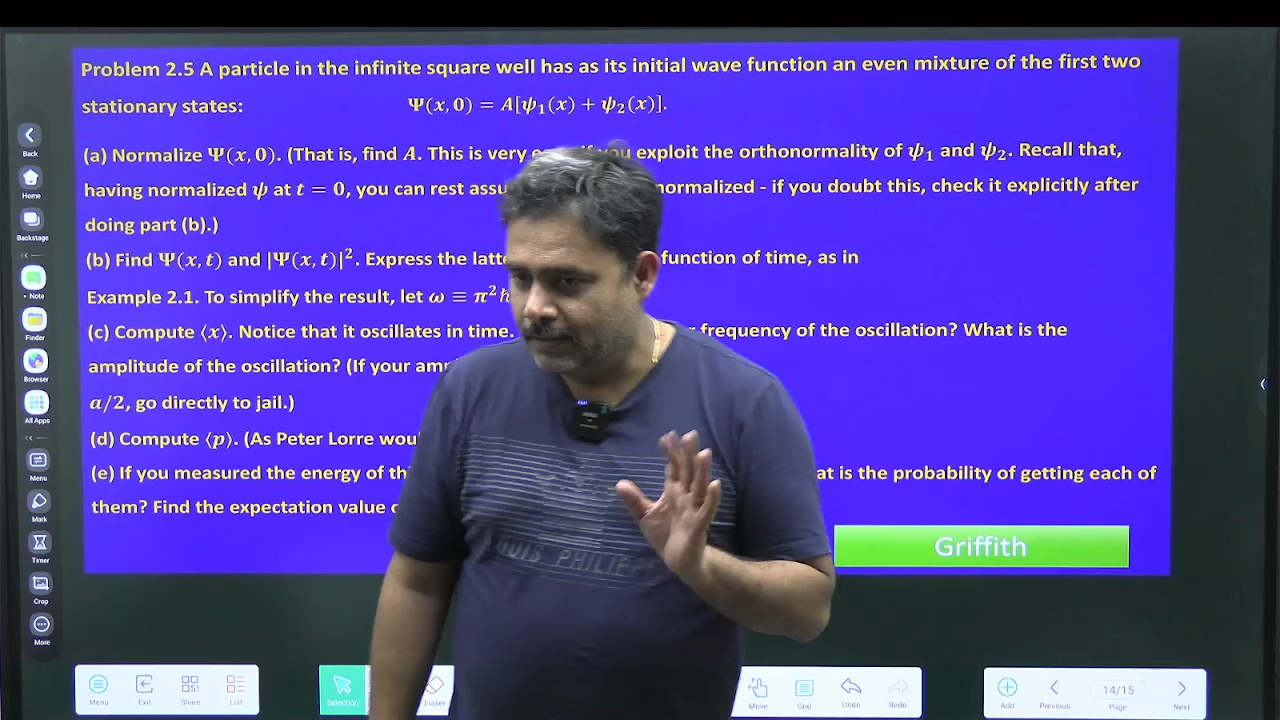 Problem 2.5 A particle in the infinite square well has as its initial wave function an even mixture of the first two
stationary states: Ψ(x, 0) = A[ψ₁(x) + ψ₂(x)].
(a) Normalize Ψ(x, 0). (That is, find A. This is very you exploit the orthonormality of ψ₁ and ψ₂. Recall that,
having normalized ψ at t = 0, you can rest normalized - if you doubt this, check it explicitly after
doing part (b).)
(b) Find Ψ(x, t) and |Ψ(x, t)|². Express the function of time, as in
Example 2.1. To simplify the result, let ω ≡ π²
(c) Compute ⟨x⟩. Notice that it oscillates in time. frequency of the oscillation? What is the
amplitude of the oscillation? (If your
a/2, go directly to jail.)
(d) Compute ⟨p⟩. (As Peter Lorre
(e) If you measured the energy of is the probability of getting each of
them? Find the expectation value
Griffith
Back
Home
Backstage
Note
Finder
Browser
All Apps
Menu
Mark
Timer
Crop
More
Menu Exit Share List Selection Eraser Move Grid Undo Redo Add Previous 14/15 Page Next